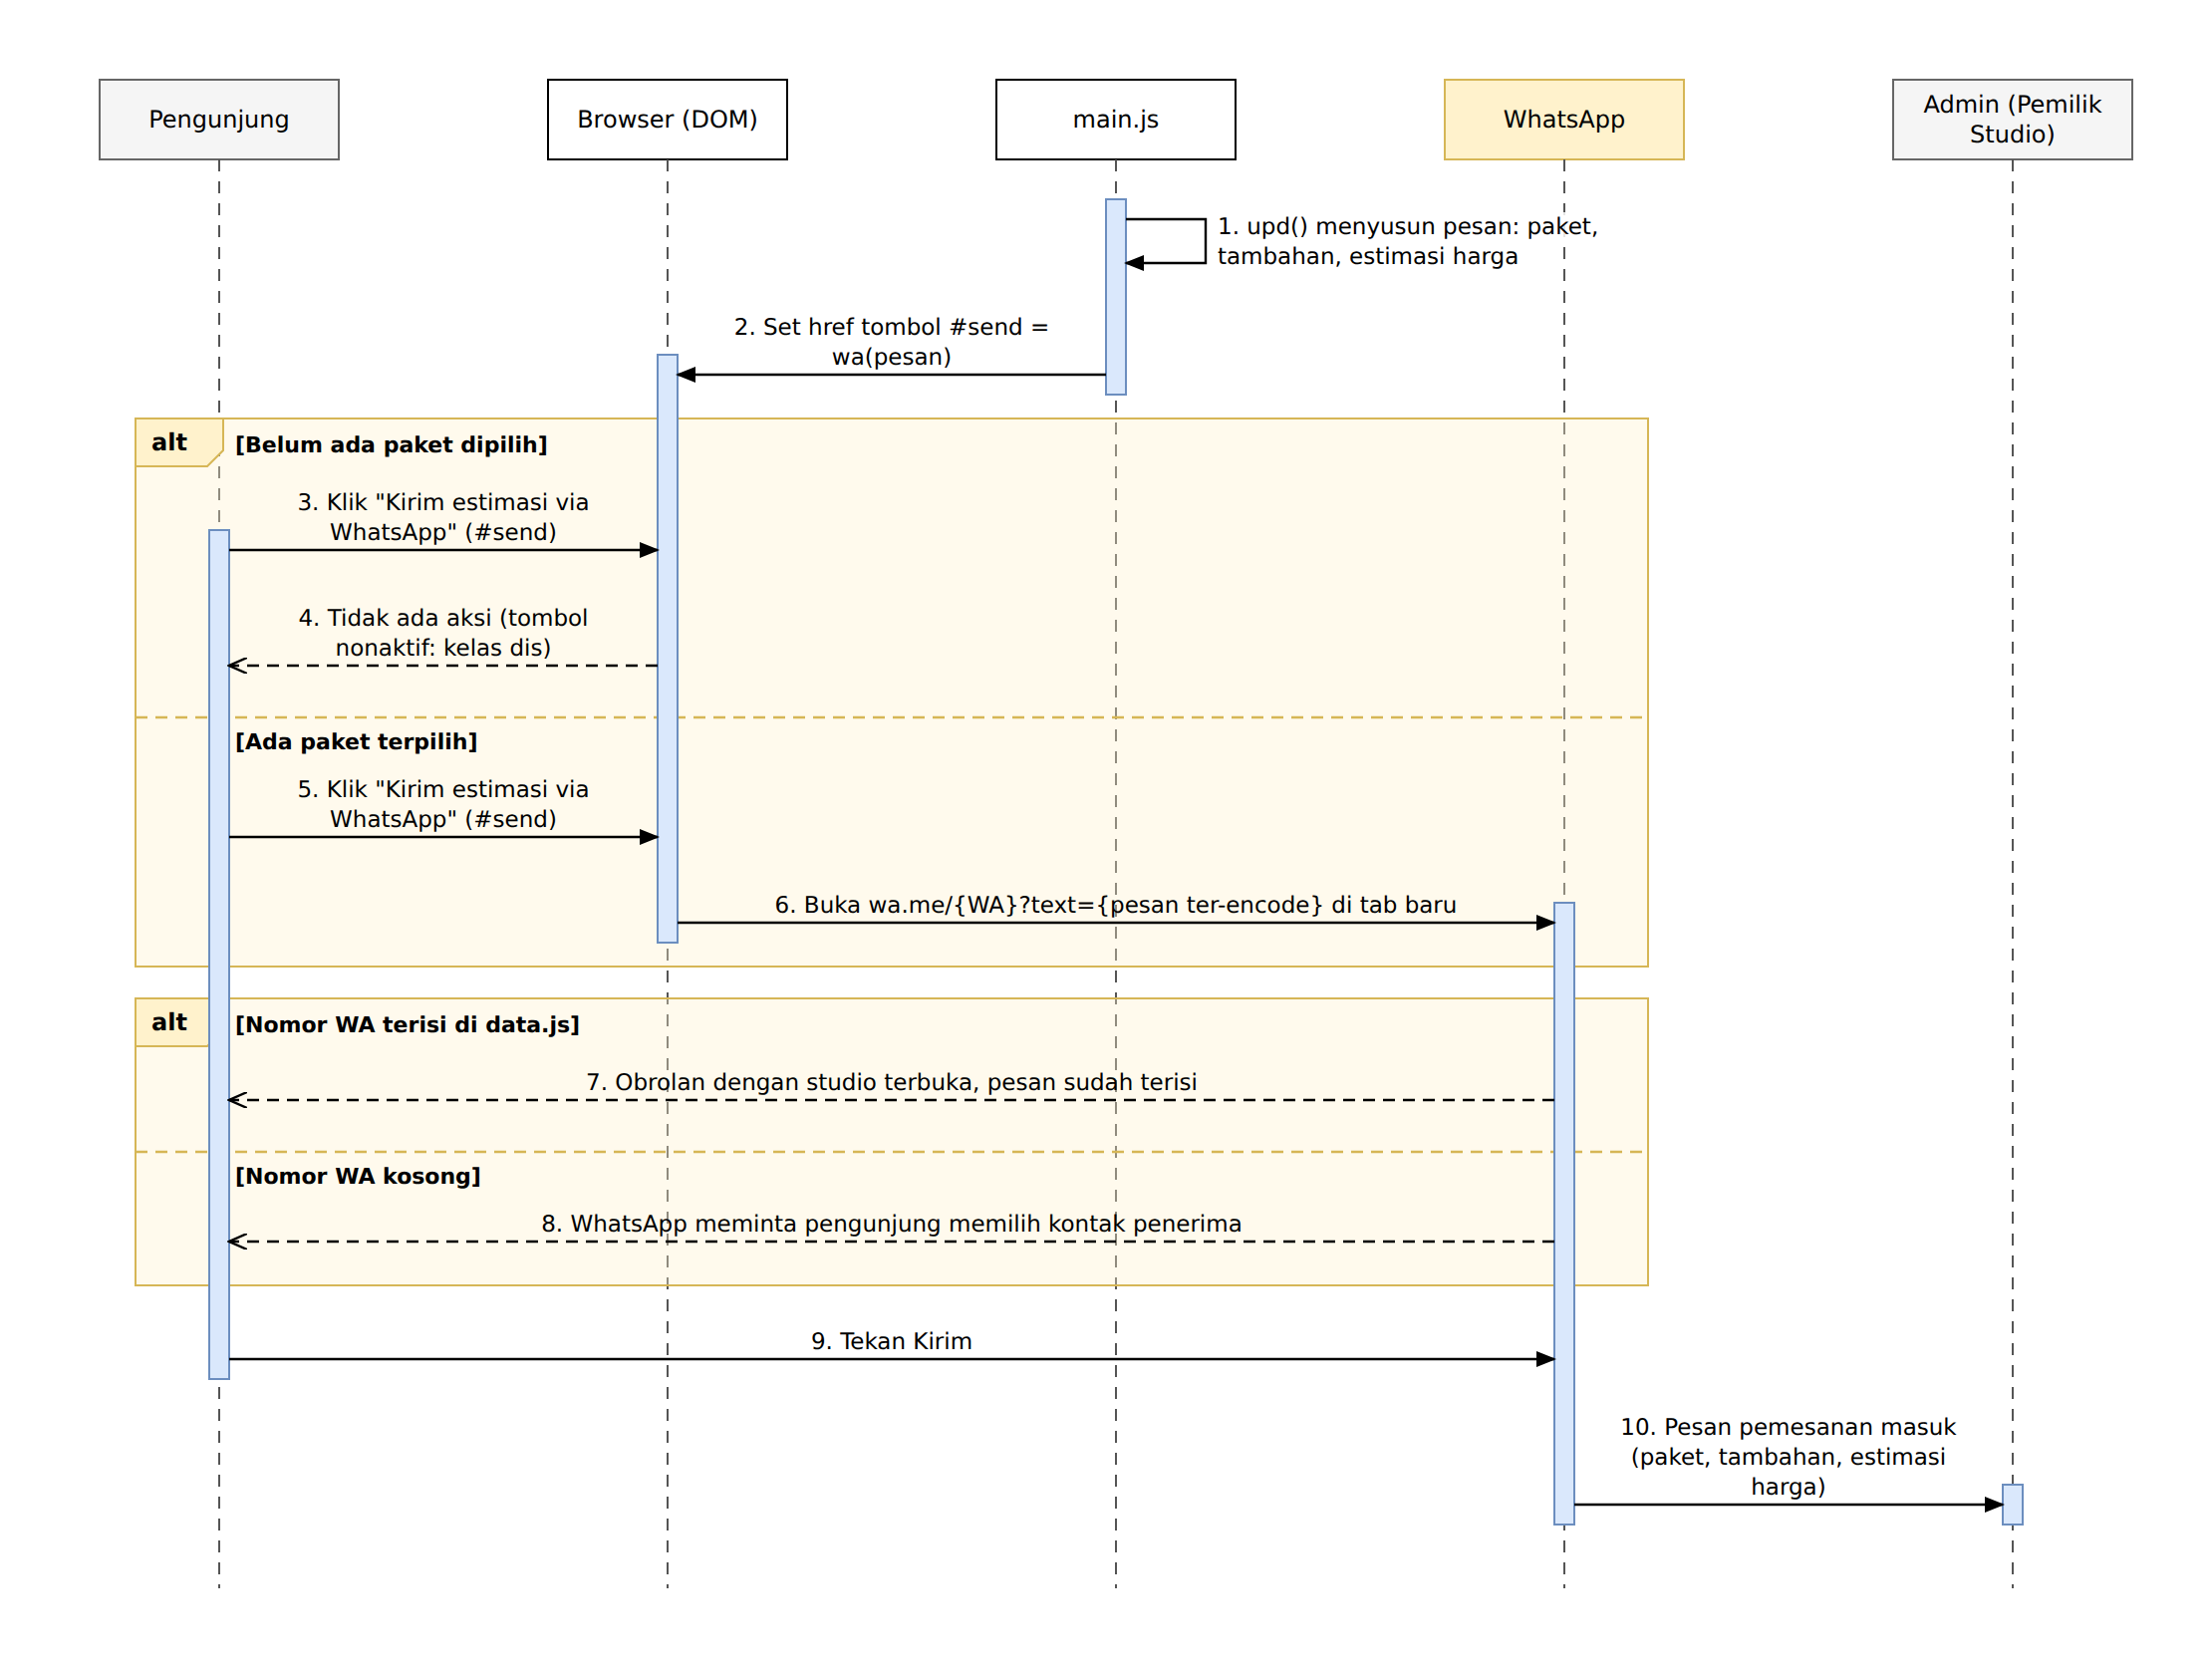 Pengunjung
Browser (DOM)
main.js
WhatsApp
Admin (Pemilik
Studio)
1. upd() menyusun pesan: paket,
tambahan, estimasi harga
2. Set href tombol #send =
wa(pesan)
alt
[Belum ada paket dipilih]
3. Klik "Kirim estimasi via
WhatsApp" (#send)
4. Tidak ada aksi (tombol
nonaktif: kelas dis)
[Ada paket terpilih]
5. Klik "Kirim estimasi via
WhatsApp" (#send)
6. Buka wa.me/{WA}?text={pesan ter-encode} di tab baru
alt
[Nomor WA terisi di data.js]
7. Obrolan dengan studio terbuka, pesan sudah terisi
[Nomor WA kosong]
8. WhatsApp meminta pengunjung memilih kontak penerima
9. Tekan Kirim
10. Pesan pemesanan masuk
(paket, tambahan, estimasi
harga)